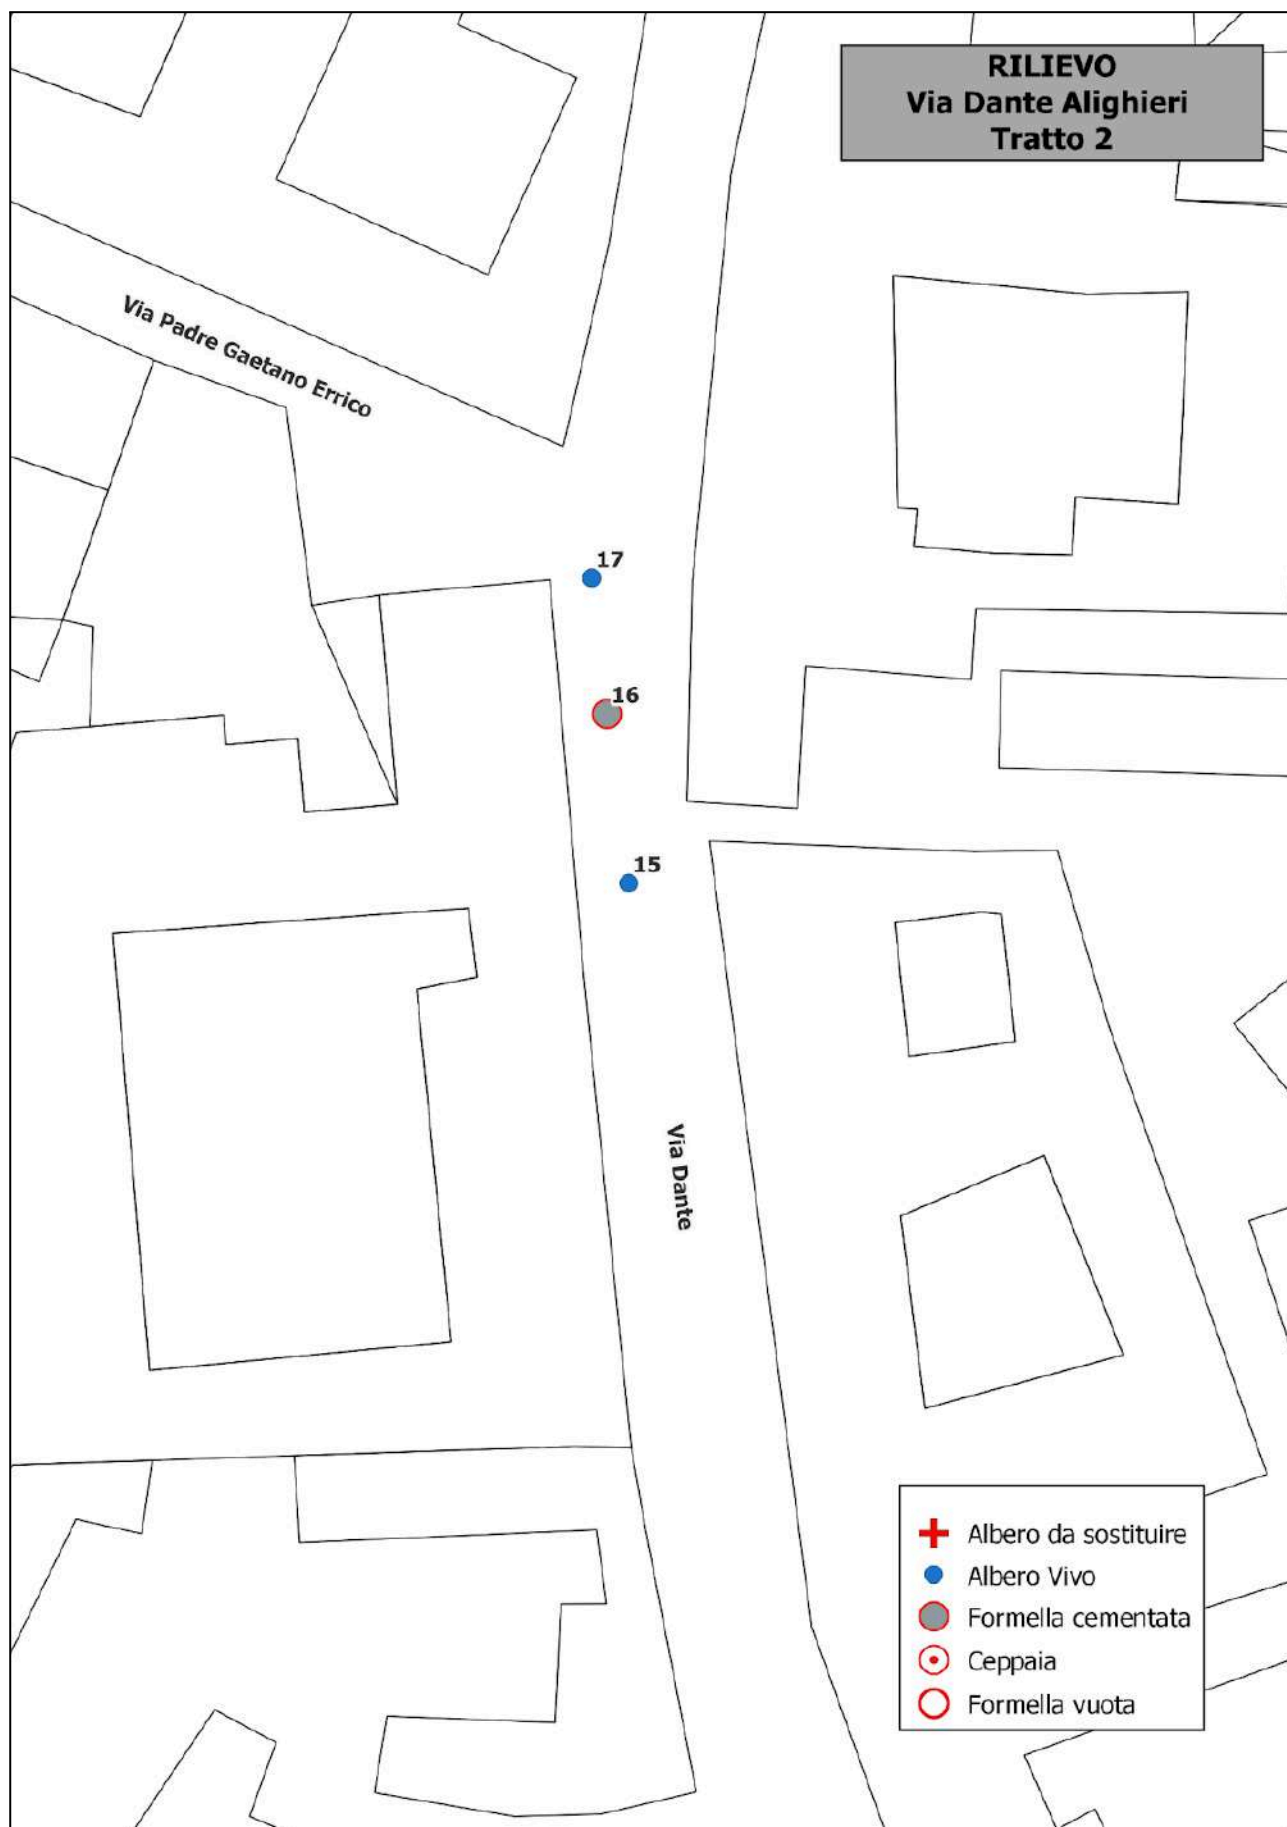 RILIEVO
Via Dante Alighieri
Tratto 2
Via Padre Gaetano Errico
17
16
15
Via Dante
Albero da sostituire
Albero Vivo
Formella cementata
Ceppaia
Formella vuota